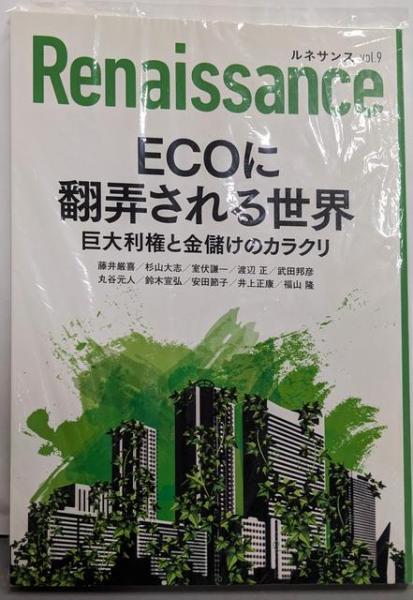 ルネサンス vol.9
Renaissance
ECOに
翻弄される世界
巨大利権と金儲けのカラクリ
藤井厳喜／杉山大志／室伏謙一／渡辺 正／武田邦彦
丸谷元人／鈴木宣弘／安田節子／井上正康／福山 隆